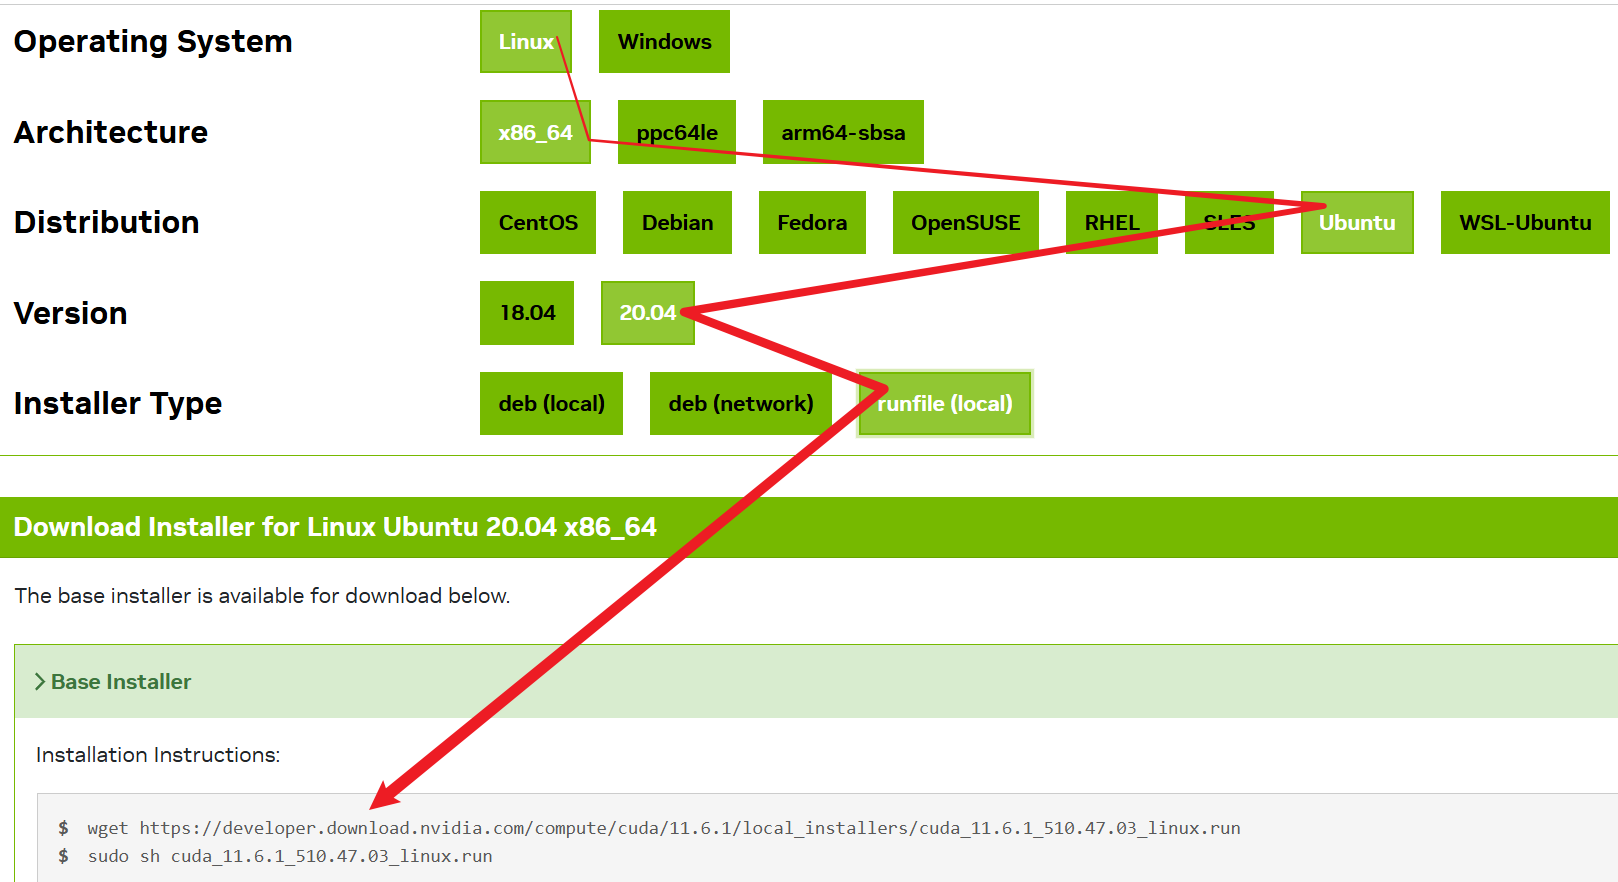 Operating System Linux Windows
Architecture x86_64 ppc64le arm64-sbsa
Distribution CentOS Debian Fedora OpenSUSE RHEL SLES Ubuntu WSL-Ubuntu
Version 18.04 20.04
Installer Type deb (local) deb (network) runfile (local)
Download Installer for Linux Ubuntu 20.04 x86_64
The base installer is available for download below.
Base Installer
Installation Instructions:
$ wget https://developer.download.nvidia.com/compute/cuda/11.6.1/local_installers/cuda_11.6.1_510.47.03_linux.run
$ sudo sh cuda_11.6.1_510.47.03_linux.run